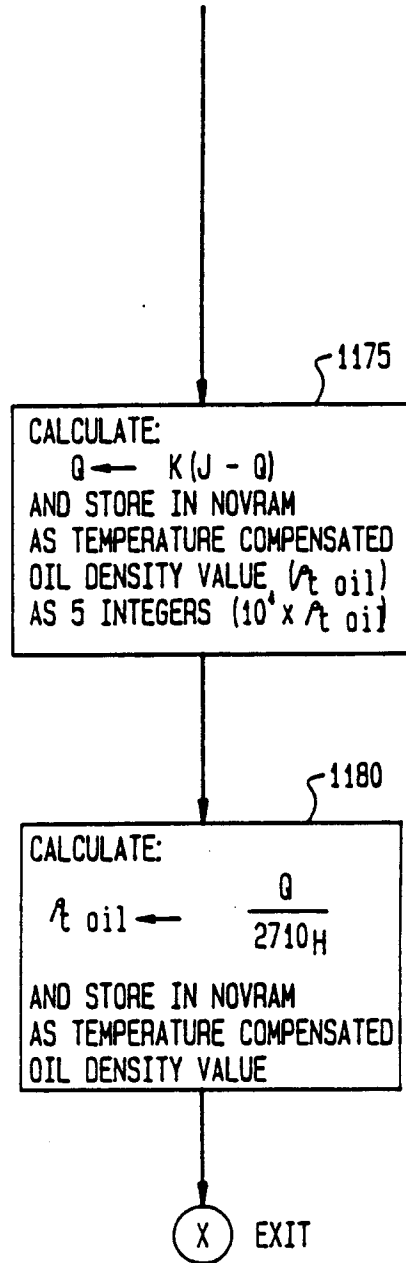 1175
CALCULATE:
Q ← K(J - Q)
AND STORE IN NOVRAM
AS TEMPERATURE COMPENSATED
OIL DENSITY VALUE (ρt oil)
AS 5 INTEGERS (10⁴ x ρt oil)
1180
CALCULATE:
ρt oil ← Q
2710H
AND STORE IN NOVRAM
AS TEMPERATURE COMPENSATED
OIL DENSITY VALUE
X EXIT